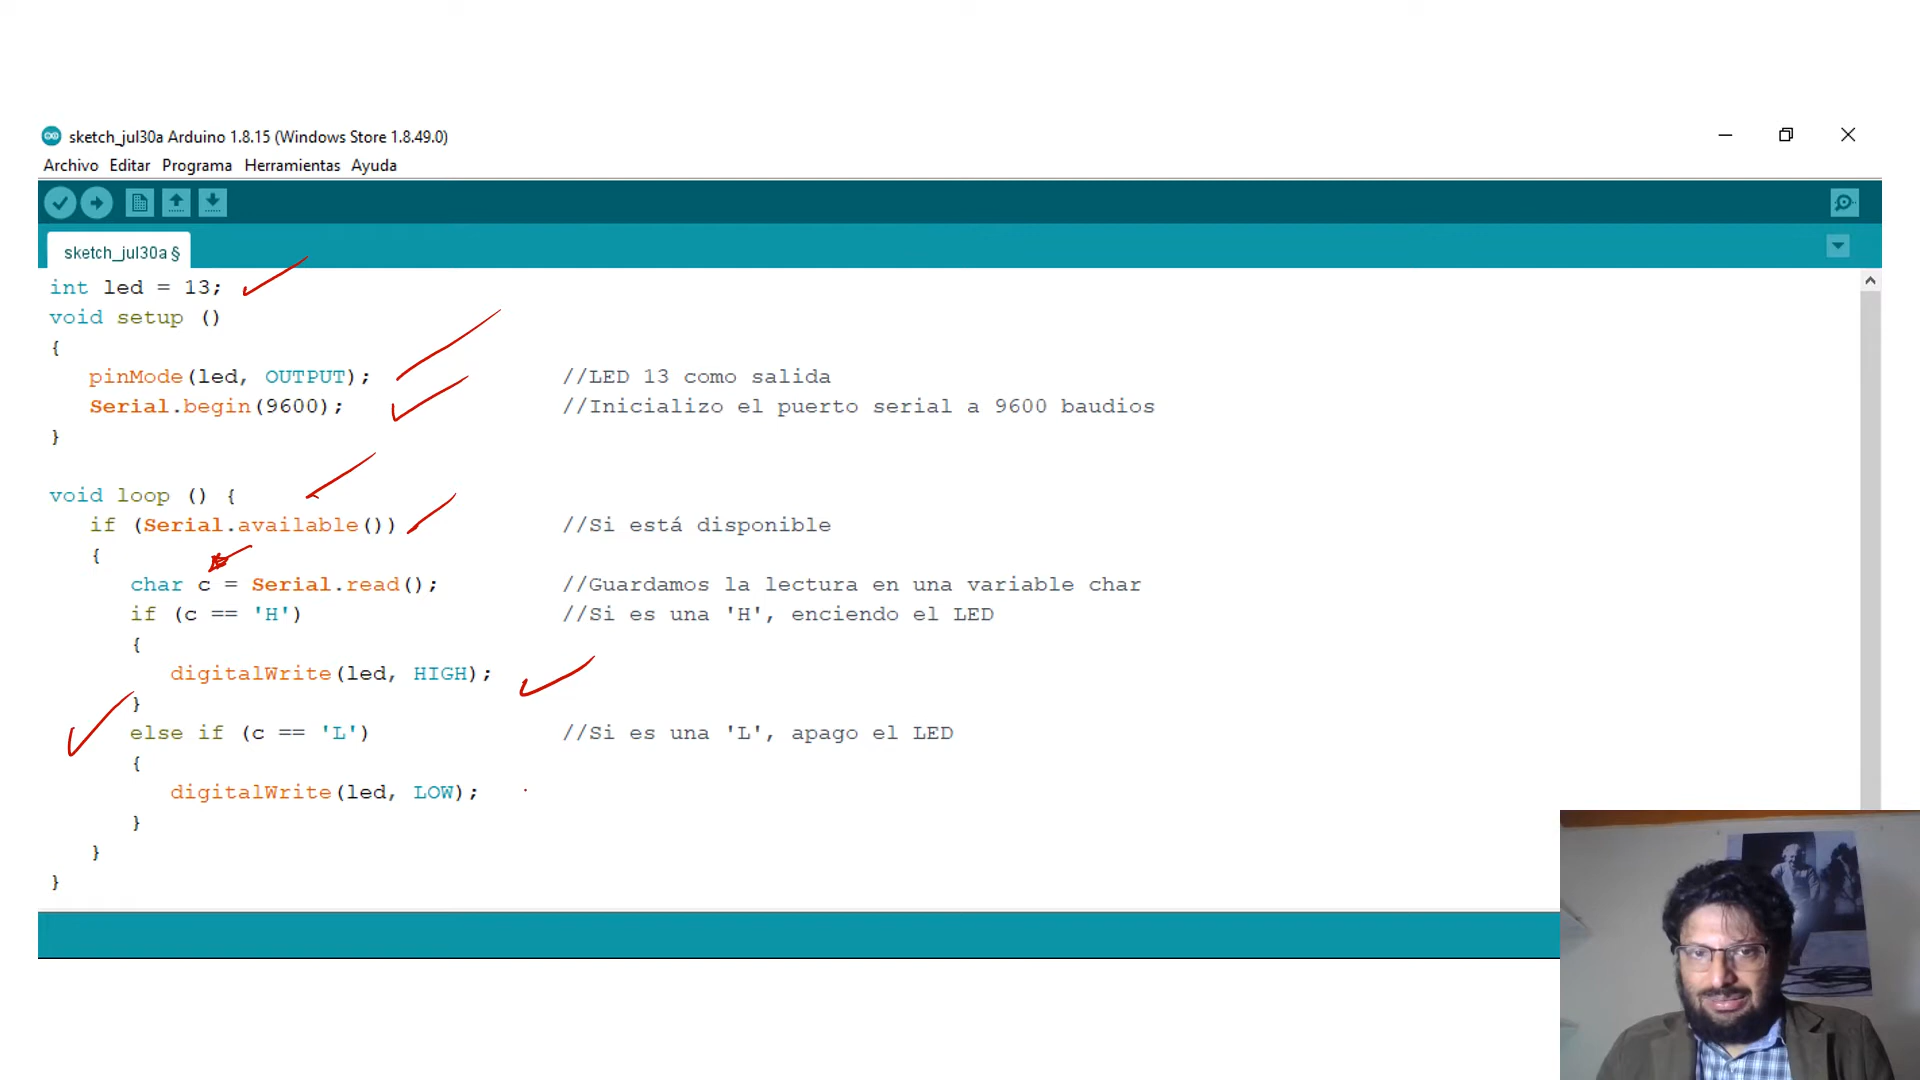 sketch_jul30a Arduino 1.8.15 (Windows Store 1.8.49.0)
Archivo Editar Programa Herramientas Ayuda
sketch_jul30a §
int led = 13;
void setup ()
{
pinMode(led, OUTPUT); //LED 13 como salida
Serial.begin(9600); //Inicializo el puerto serial a 9600 baudios
}
void loop () {
if (Serial.available()) //Si está disponible
{
char c = Serial.read(); //Guardamos la lectura en una variable char
if (c == 'H') //Si es una 'H', enciendo el LED
{
digitalWrite(led, HIGH);
}
else if (c == 'L') //Si es una 'L', apago el LED
{
digitalWrite(led, LOW);
}
}
}